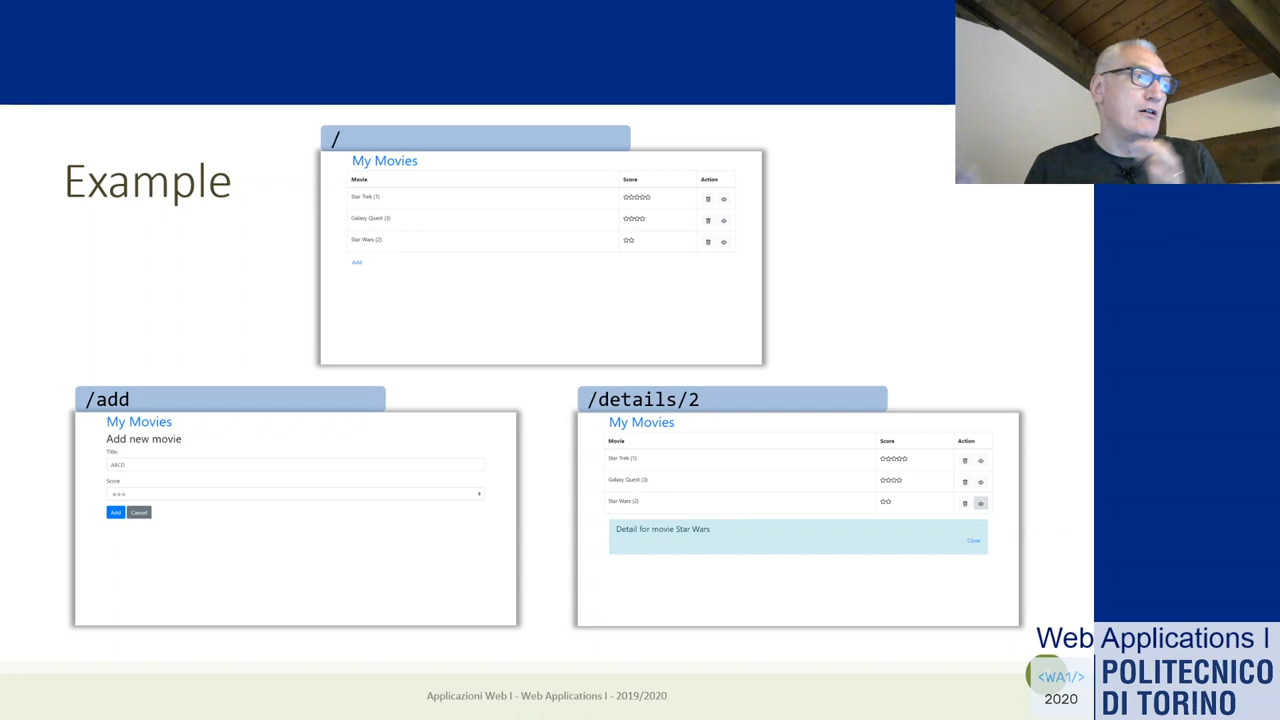 Example
/
My Movies
Movie Score Action
Star Trek (1)
Galaxy Quest (3)
Star Wars (2)
Add
/add
My Movies
Add new movie
Title:
ABCD
Score
Add Cancel
/details/2
My Movies
Movie Score Action
Star Trek (1)
Galaxy Quest (3)
Star Wars (2)
Detail for movie Star Wars
Close
Applicazioni Web I - Web Applications I - 2019/2020
Web Applications I
<WA1/>
2020
POLITECNICO
DI TORINO